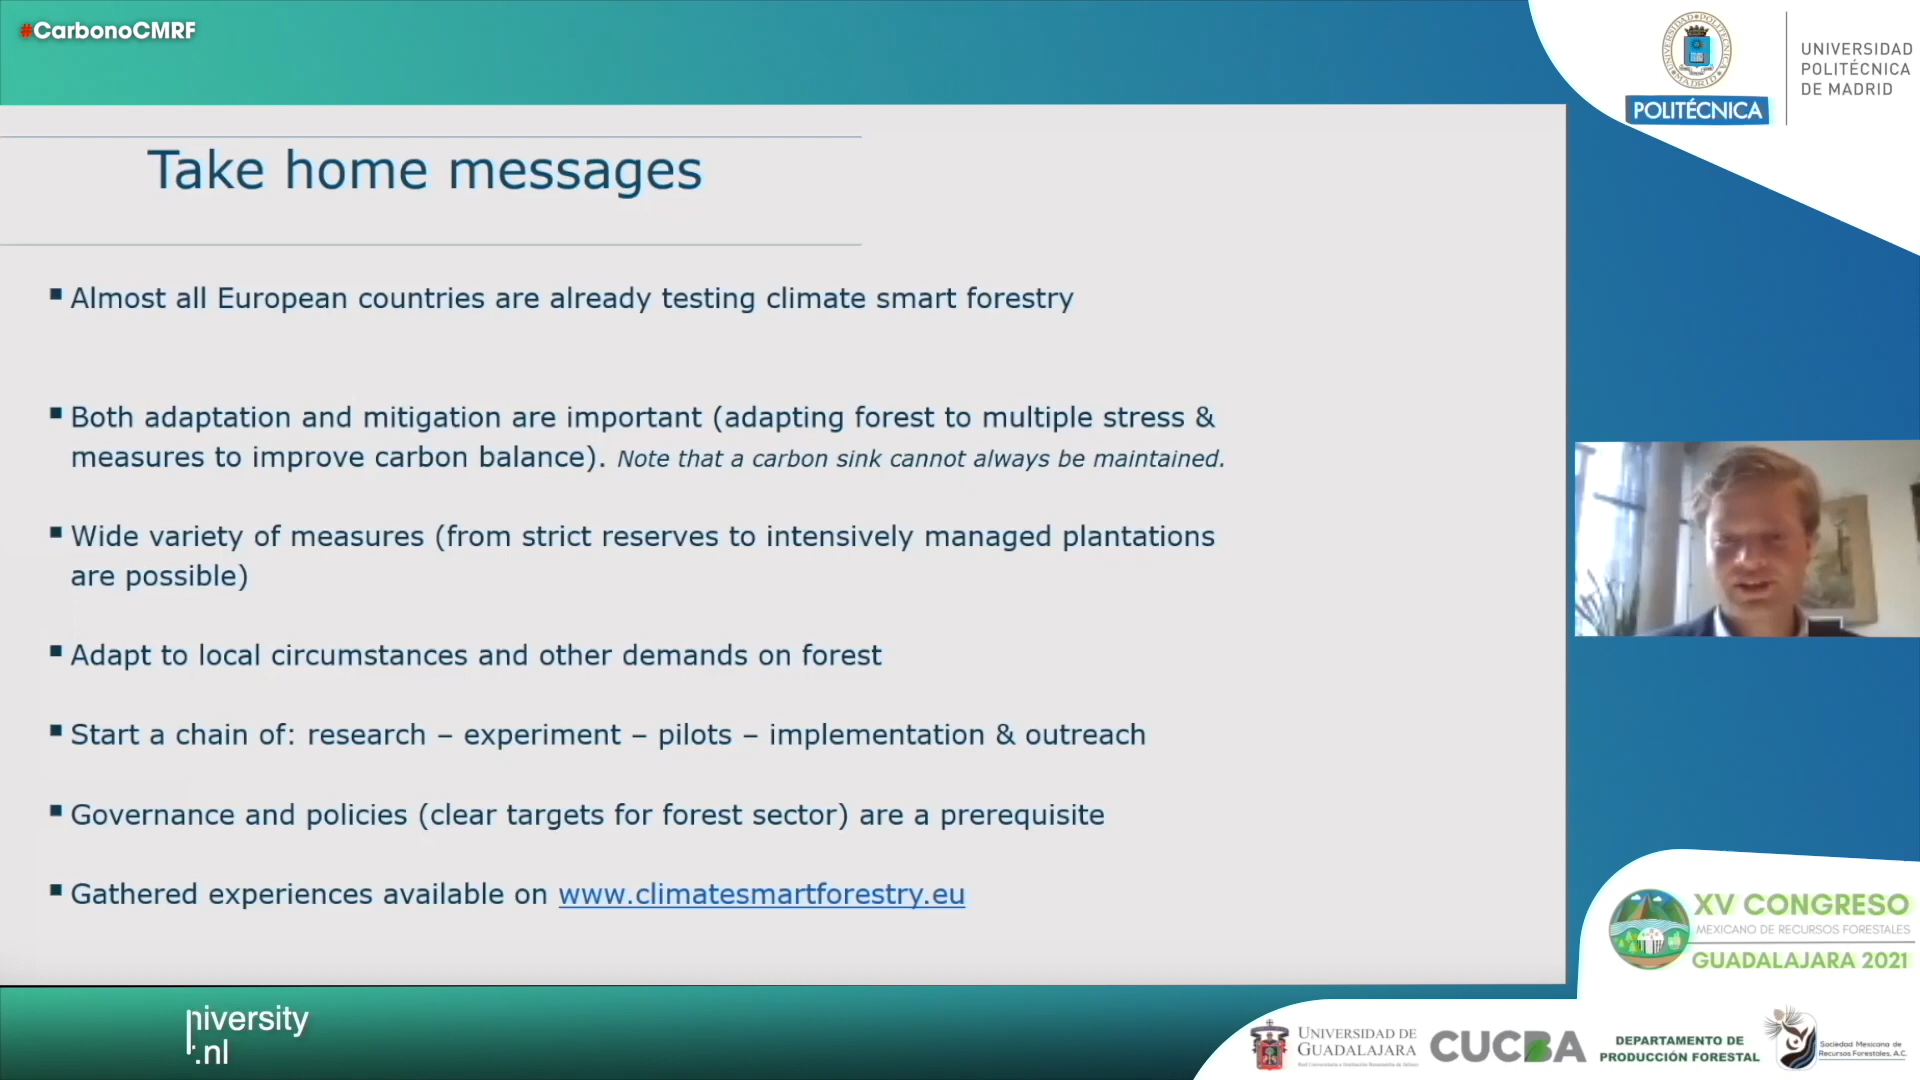 #CarbonoCMRF
POLITÉCNICA
UNIVERSIDAD
POLITÉCNICA
DE MADRID
Take home messages
Almost all European countries are already testing climate smart forestry
Both adaptation and mitigation are important (adapting forest to multiple stress &
measures to improve carbon balance). Note that a carbon sink cannot always be maintained.
Wide variety of measures (from strict reserves to intensively managed plantations
are possible)
Adapt to local circumstances and other demands on forest
Start a chain of: research – experiment – pilots – implementation & outreach
Governance and policies (clear targets for forest sector) are a prerequisite
Gathered experiences available on www.climatesmartforestry.eu
XV CONGRESO
MEXICANO DE RECURSOS FORESTALES
GUADALAJARA 2021
niversity
.nl
UNIVERSIDAD DE
GUADALAJARA
CUCBA
DEPARTAMENTO DE
PRODUCCIÓN FORESTAL
Sociedad Mexicana de
Recursos Forestales, A.C.